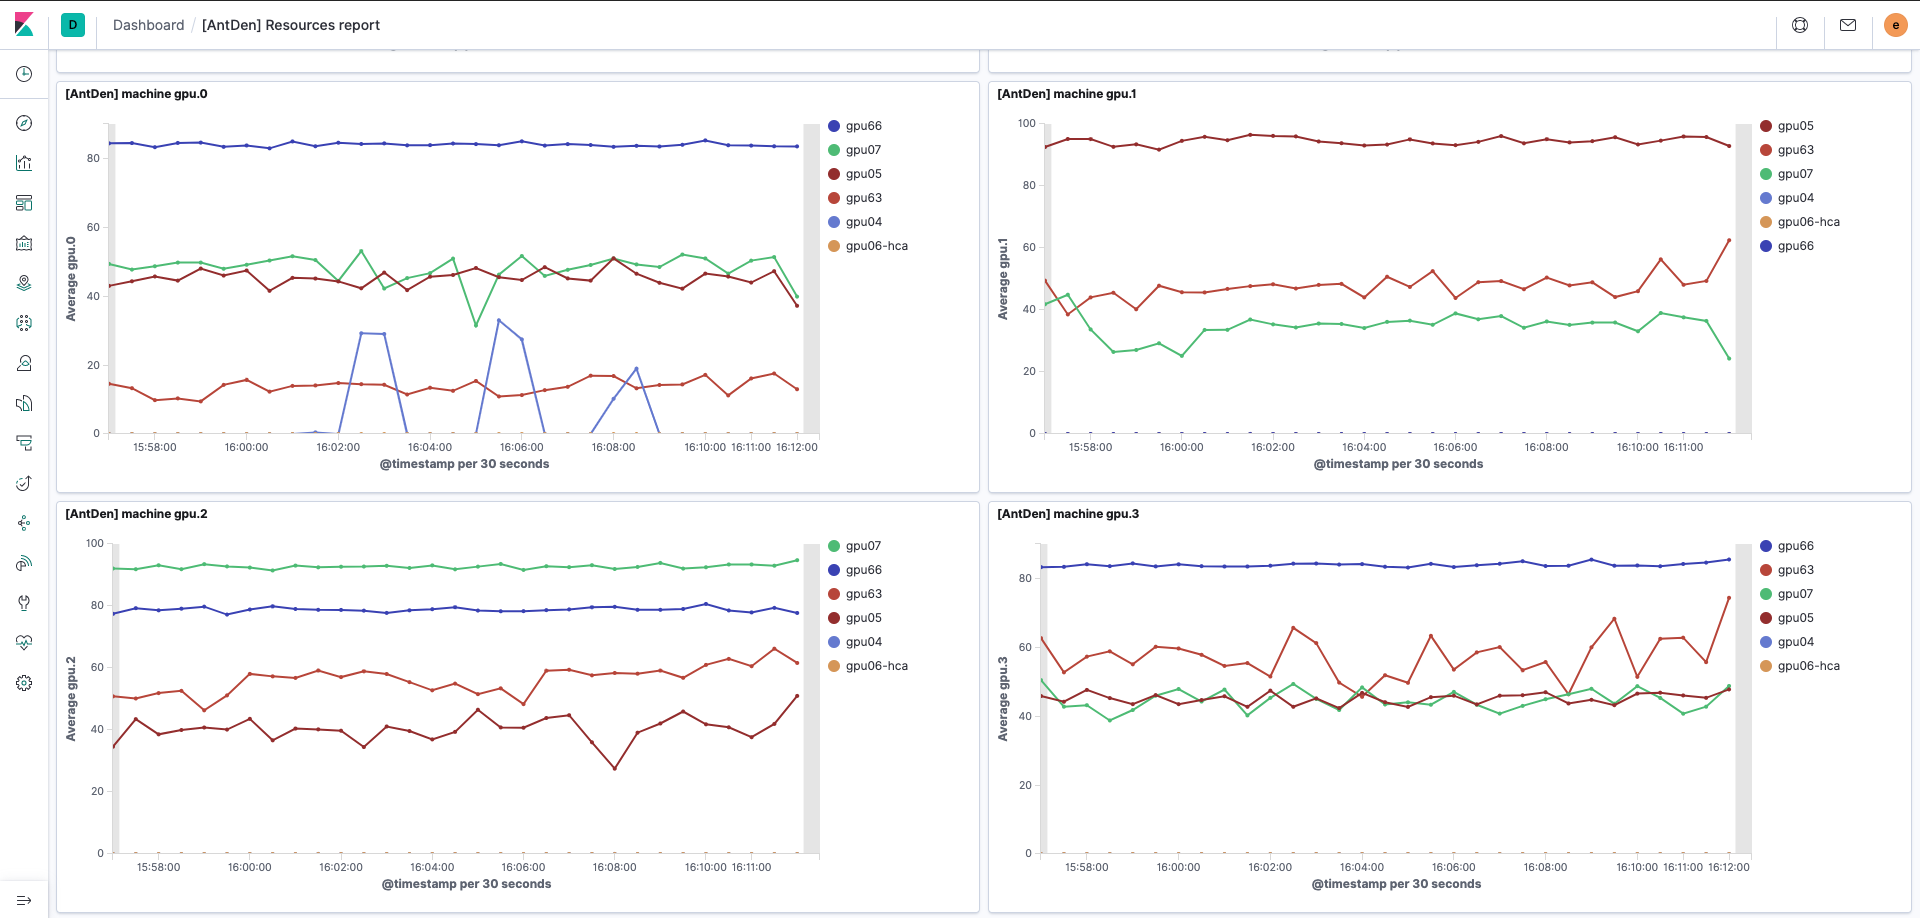 D
Dashboard / [AntDen] Resources report
e
[AntDen] machine gpu.0
Average gpu.0
80
60
40
20
0
15:58:00 16:00:00 16:02:00 16:04:00 16:06:00 16:08:00 16:10:00 16:11:00 16:12:00
@timestamp per 30 seconds
gpu66
gpu07
gpu05
gpu63
gpu04
gpu06-hca
[AntDen] machine gpu.1
Average gpu.1
100
80
60
40
20
0
15:58:00 16:00:00 16:02:00 16:04:00 16:06:00 16:08:00 16:10:00 16:11:00
@timestamp per 30 seconds
gpu05
gpu63
gpu07
gpu04
gpu06-hca
gpu66
[AntDen] machine gpu.2
Average gpu.2
100
80
60
40
20
0
15:58:00 16:00:00 16:02:00 16:04:00 16:06:00 16:08:00 16:10:00 16:11:00
@timestamp per 30 seconds
gpu07
gpu66
gpu63
gpu05
gpu04
gpu06-hca
[AntDen] machine gpu.3
Average gpu.3
80
60
40
20
0
15:58:00 16:00:00 16:02:00 16:04:00 16:06:00 16:08:00 16:10:00 16:11:00 16:12:00
@timestamp per 30 seconds
gpu66
gpu63
gpu07
gpu05
gpu04
gpu06-hca